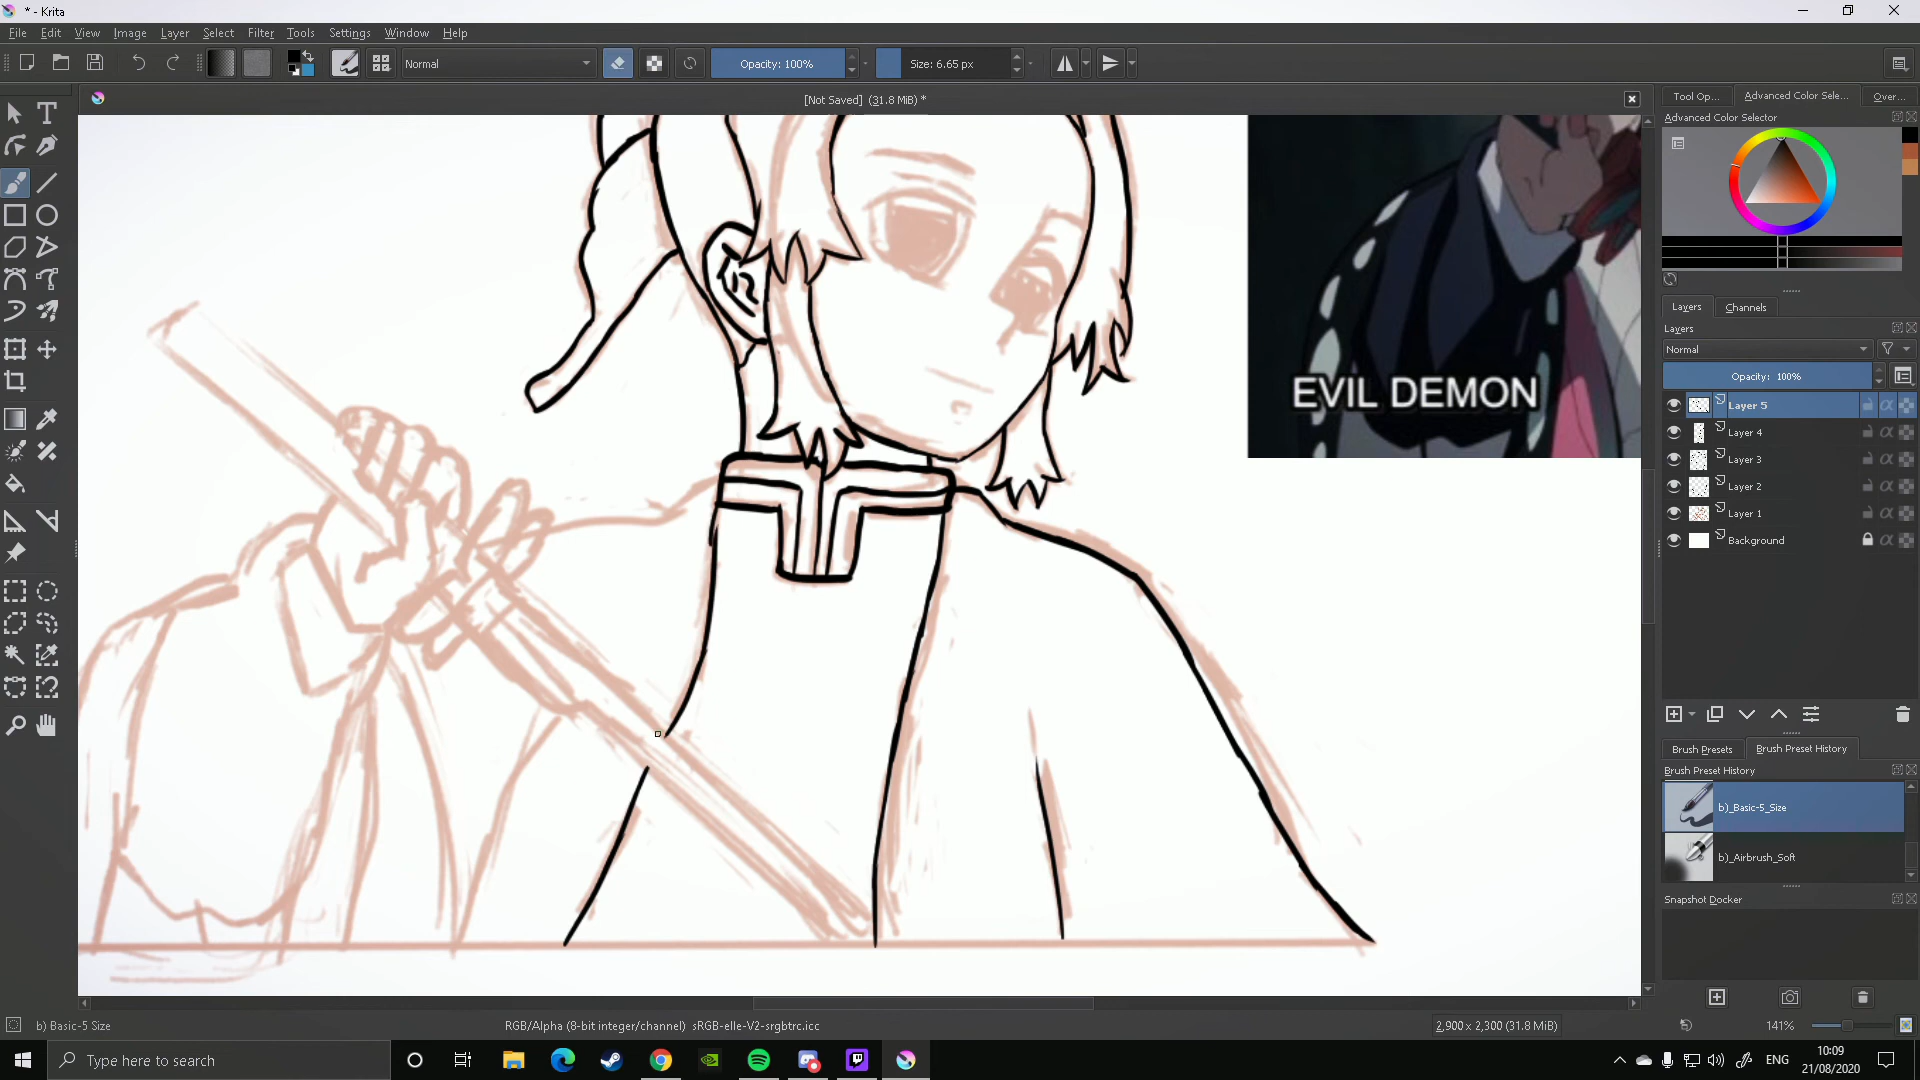 * - Krita
File Edit View Image Layer Select Filter Tools Settings Window Help
Normal Opacity: 100% Size: 6.65 px
[Not Saved] (31.8 MiB) *
Tool Op... Advanced Color Sele... Over...
Advanced Color Selector
EVIL DEMON
Layers Channels
Layers
Normal
Opacity: 100%
Layer 5
Layer 4
Layer 3
Layer 2
Layer 1
Background
Brush Presets Brush Preset History
Brush Preset History
b)_Basic-5_Size
b)_Airbrush_Soft
Snapshot Docker
b) Basic-5 Size RGB/Alpha (8-bit integer/channel) sRGB-elle-V2-srgbtrc.icc 2,900 x 2,300 (31.8 MiB) 141%
Type here to search ENG 10:09
21/08/2020